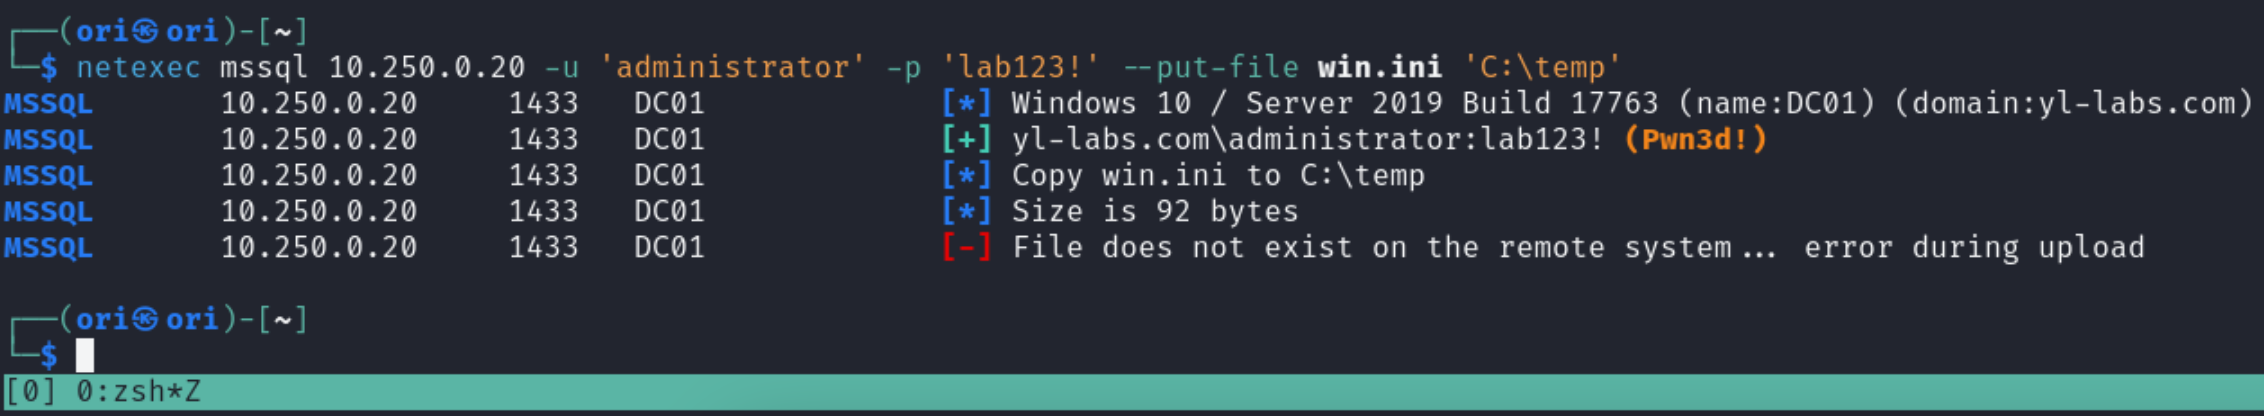 ┌──(ori㉿ori)-[~]
└─$ netexec mssql 10.250.0.20 -u 'administrator' -p 'lab123!' --put-file win.ini 'C:\temp'
MSSQL 10.250.0.20 1433 DC01 [*] Windows 10 / Server 2019 Build 17763 (name:DC01) (domain:yl-labs.com)
MSSQL 10.250.0.20 1433 DC01 [+] yl-labs.com\administrator:lab123! (Pwn3d!)
MSSQL 10.250.0.20 1433 DC01 [*] Copy win.ini to C:\temp
MSSQL 10.250.0.20 1433 DC01 [*] Size is 92 bytes
MSSQL 10.250.0.20 1433 DC01 [-] File does not exist on the remote system... error during upload
┌──(ori㉿ori)-[~]
└─$
[0] 0:zsh*Z